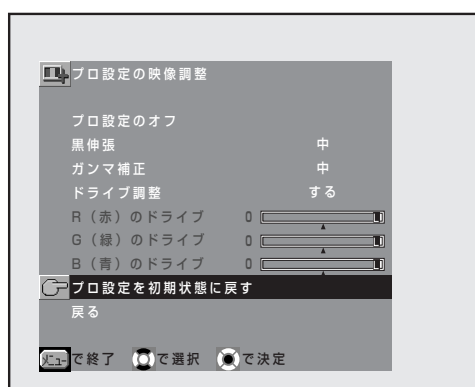 プロ設定の映像調整
プロ設定のオフ
黒伸張 中
ガンマ補正 中
ドライブ調整 する
R(赤)のドライブ 0
G(緑)のドライブ 0
B(青)のドライブ 0
プロ設定を初期状態に戻す
戻る
メニューで終了 で選択 で決定